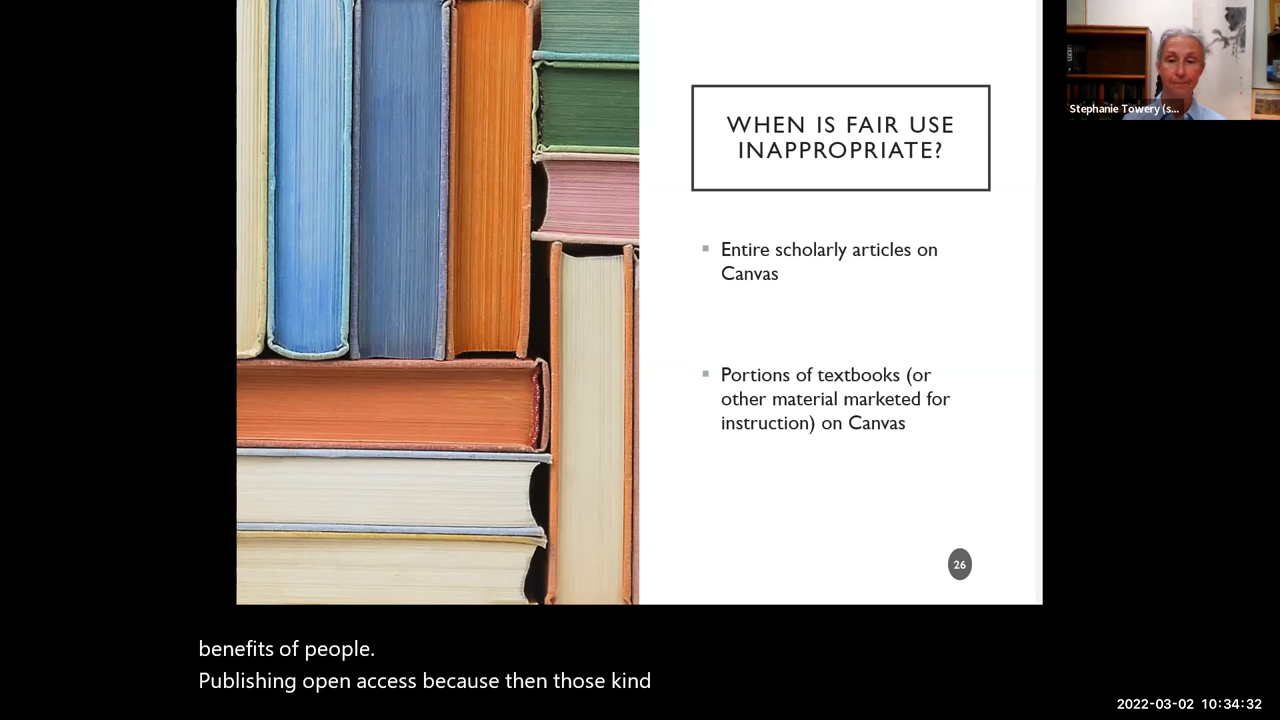 WHEN IS FAIR USE
INAPPROPRIATE?
Stephanie Towery (s...
Entire scholarly articles on
Canvas
Portions of textbooks (or
other material marketed for
instruction) on Canvas
26
benefits of people.
Publishing open access because then those kind
2022-03-02 10:34:32